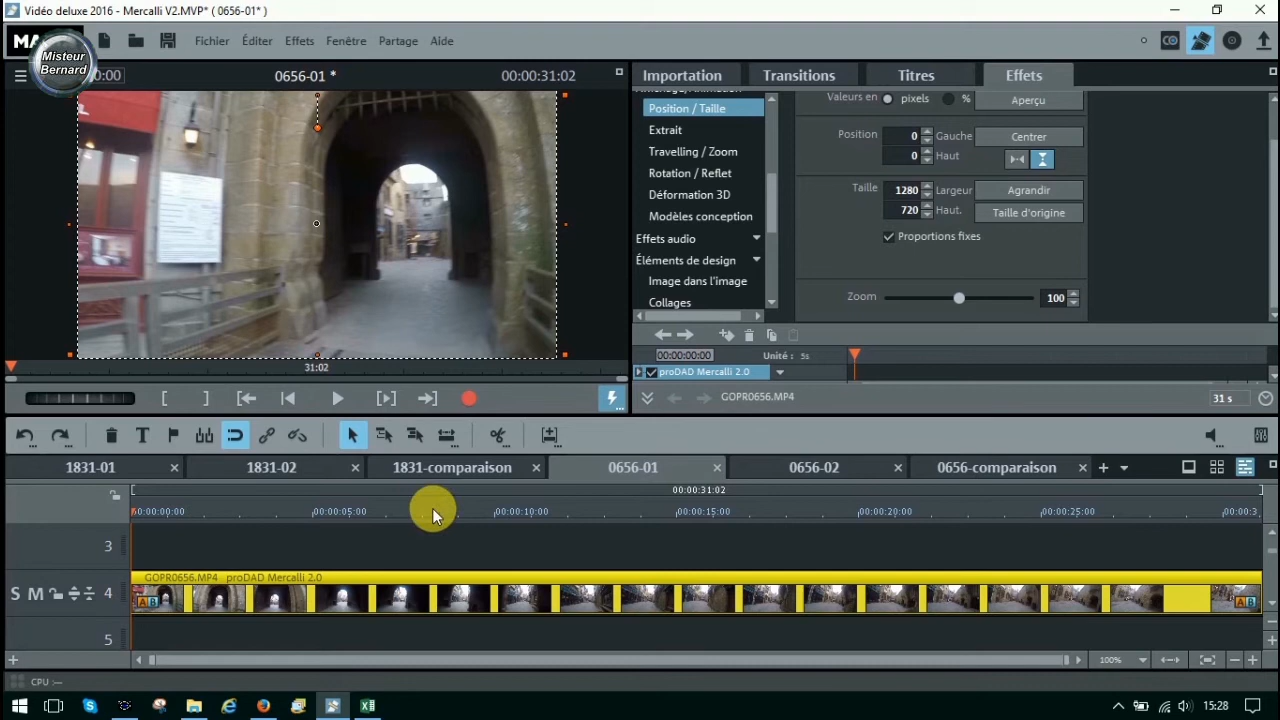 Vidéo deluxe 2016 - Mercalli V2.MVP* ( 0656-01* )
Misteur
Bernard
Fichier Éditer Effets Fenêtre Partage Aide
0656-01 * 00:00:31:02
Importation Transitions Titres Effets
Position / Taille
Extrait
Travelling / Zoom
Rotation / Reflet
Déformation 3D
Modèles conception
Effets audio
Éléments de design
Image dans l'image
Collages
Valeurs en pixels % Aperçu
Position 0 Gauche Centrer
0 Haut
Taille 1280 Largeur Agrandir
720 Haut. Taille d'origine
Proportions fixes
Zoom 100
31:02
00:00:00:00 Unité : 5s
proDAD Mercalli 2.0
GOPR0656.MP4 31 s
1831-01 1831-02 1831-comparaison 0656-01 0656-02 0656-comparaison
00:00:31:02
00:00:00:00 00:00:05:00 00:00:10:00 00:00:15:00 00:00:20:00 00:00:25:00 00:00:3
3
GOPR0656.MP4 proDAD Mercalli 2.0
S M 4
A B A B
5
100%
CPU : ---
15:28